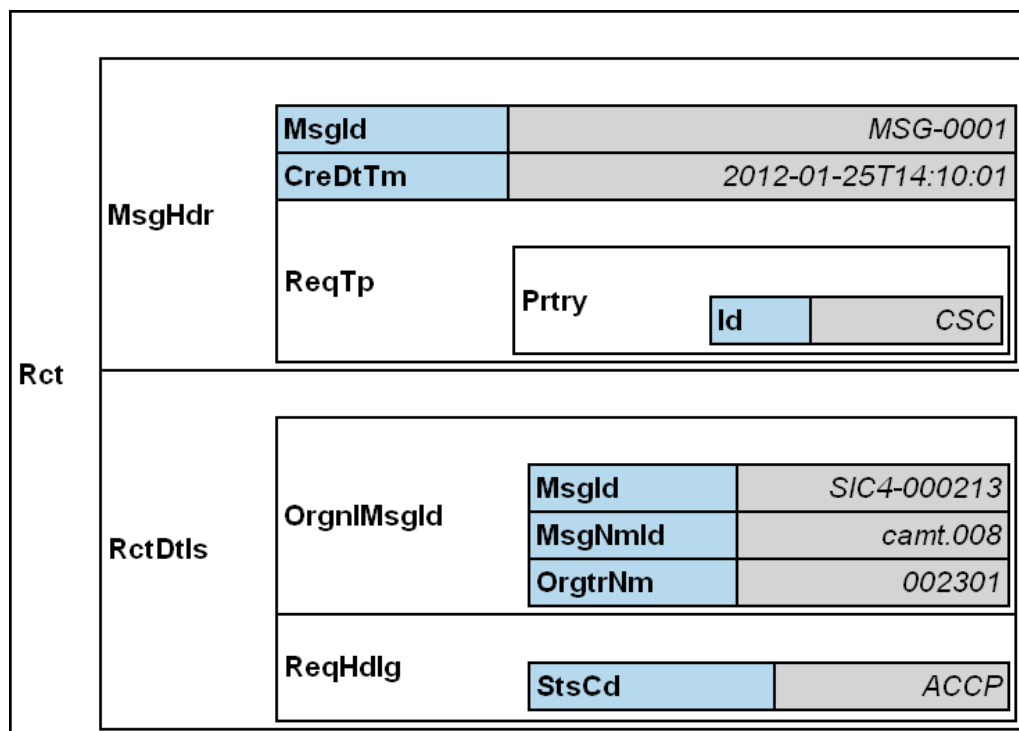 MsgId MSG-0001
CreDtTm 2012-01-25T14:10:01
MsgHdr
ReqTp
Prtry
Id CSC
Rct
OrgnlMsgId
MsgId SIC4-000213
MsgNmId camt.008
OrgtrNm 002301
RctDtls
ReqHdlg
StsCd ACCP